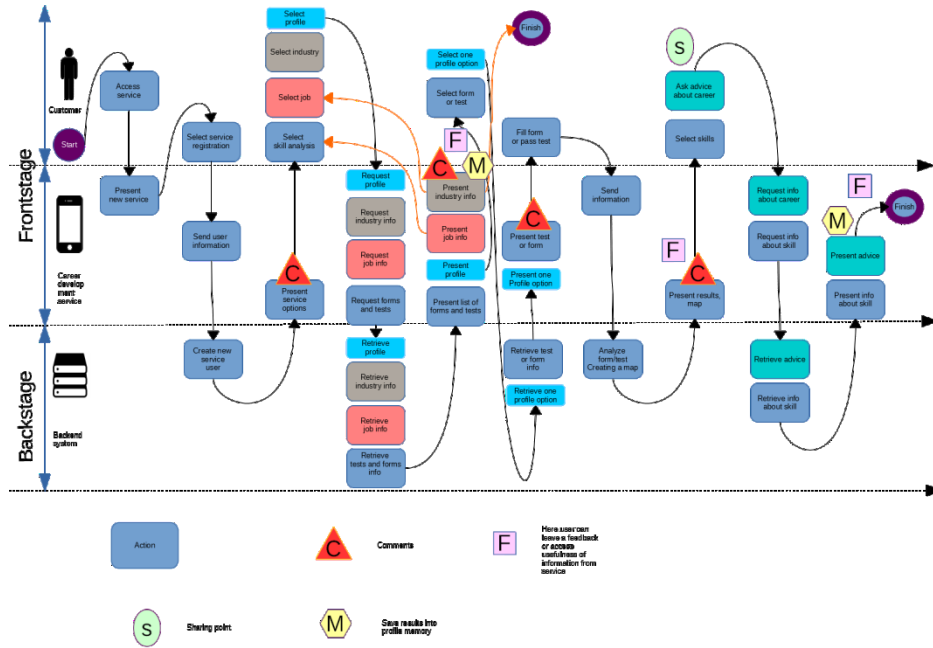 Select
profile
Select industry
Select job
Select
skill analysis
Finish
Select one
profile option
Select form
or test
F
S
Ask advice
about career
Select skills
Access
service
Customer
Start
Select service
registration
Fill form
or pass test
Frontstage
Present
new service
Send user
information
C
Present
service
options
Request
profile
Request
industry info
Request
job info
Request forms
and tests
C
M
Present
industry info
Present
job info
Present
profile
Present list of
forms and tests
C
Present test
or form
Present one
Profile option
Send
information
F
C
Present results,
map
Request info
about career
Request info
about skill
F
M
Finish
Present advice
Present info
about skill
Career
develop
ment
service
Backstage
Backend
system
Create new
service
user
Retrieve
profile
Retrieve
industry info
Retrieve
job info
Retrieve
tests and forms
info
Retrieve test
or form
info
Retrieve one
profile option
Analyze
form/test
Creating a map
Retrieve advice
Retrieve info
about skill
Action
C
Comments
F
Here user can
leave a feedback
or access
usefulness of
information from
service
S
Sharing point
M
Save results into
profile memory